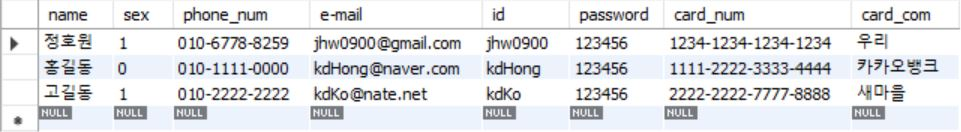 name sex phone_num e-mail id password card_num card_com
정호원 1 010-6778-8259 jhw0900@gmail.com jhw0900 123456 1234-1234-1234-1234 우리
홍길동 0 010-1111-0000 kdHong@naver.com kdHong 123456 1111-2222-3333-4444 카카오뱅크
고길동 1 010-2222-2222 kdKo@nate.net kdKo 123456 2222-2222-7777-8888 새마을
NULL NULL NULL NULL NULL NULL NULL NULL